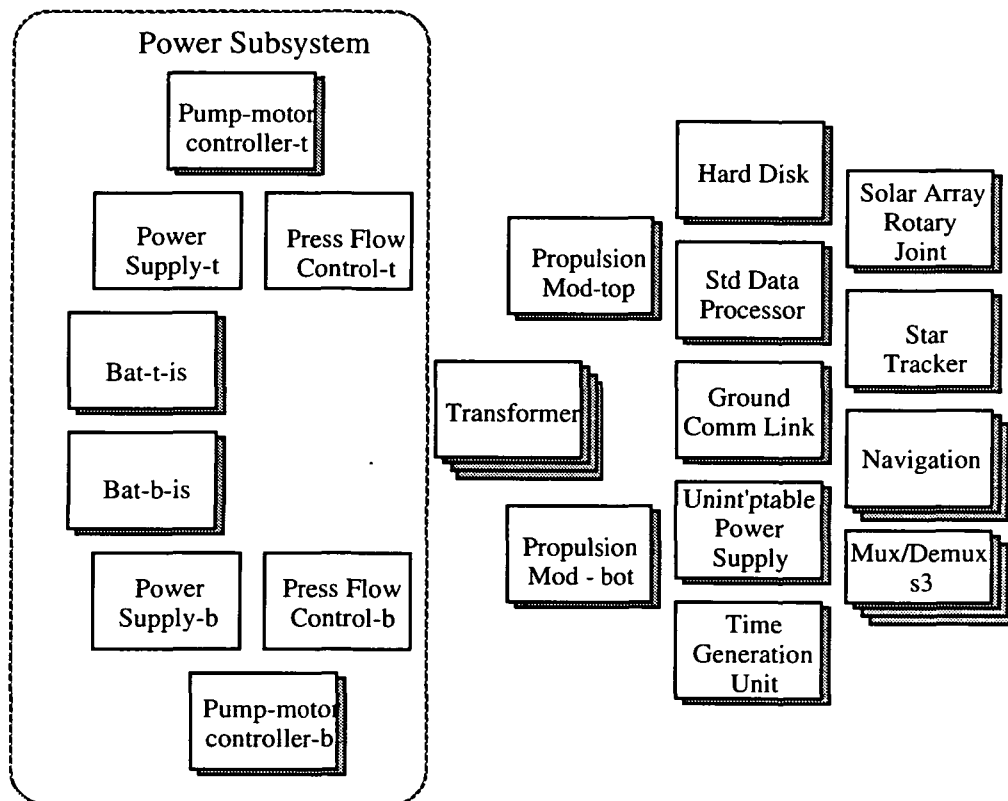 Power Subsystem
Pump-motor
controller-t
Power
Supply-t
Press Flow
Control-t
Bat-t-is
Bat-b-is
Power
Supply-b
Press Flow
Control-b
Pump-motor
controller-b
Transformer
Propulsion
Mod-top
Propulsion
Mod - bot
Hard Disk
Std Data
Processor
Ground
Comm Link
Unint'ptable
Power
Supply
Time
Generation
Unit
Solar Array
Rotary
Joint
Star
Tracker
Navigation
Mux/Demux
s3